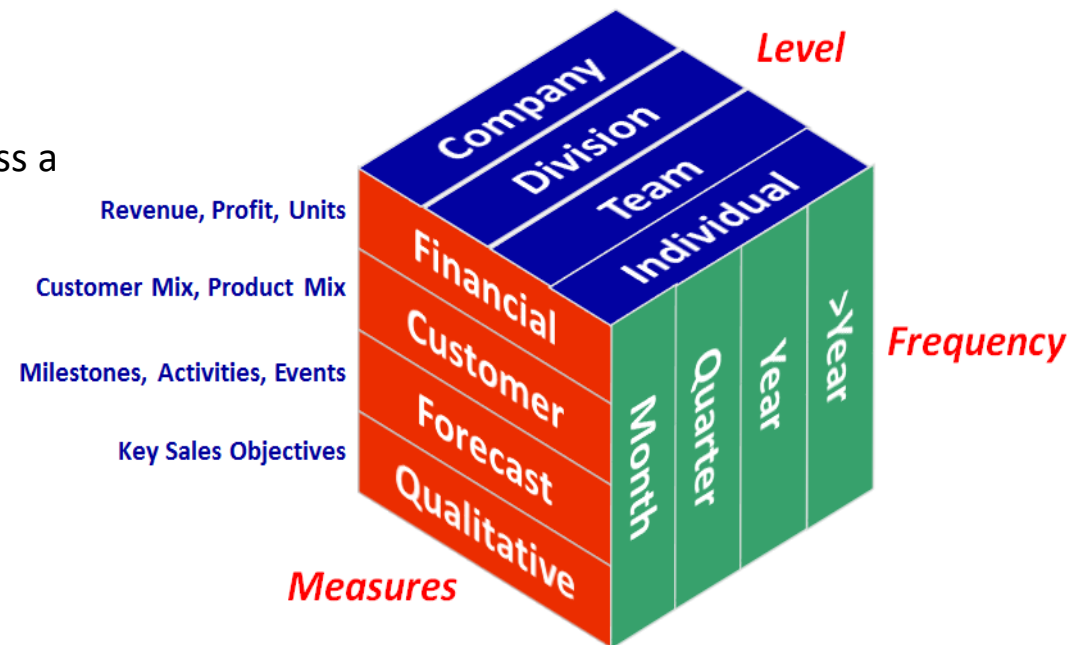 Level
Company
Division
Team
Individual
ss a
Revenue, Profit, Units
Customer Mix, Product Mix
Milestones, Activities, Events
Key Sales Objectives
Financial
Customer
Forecast
Qualitative
Measures
Month
Quarter
Year
>Year
Frequency